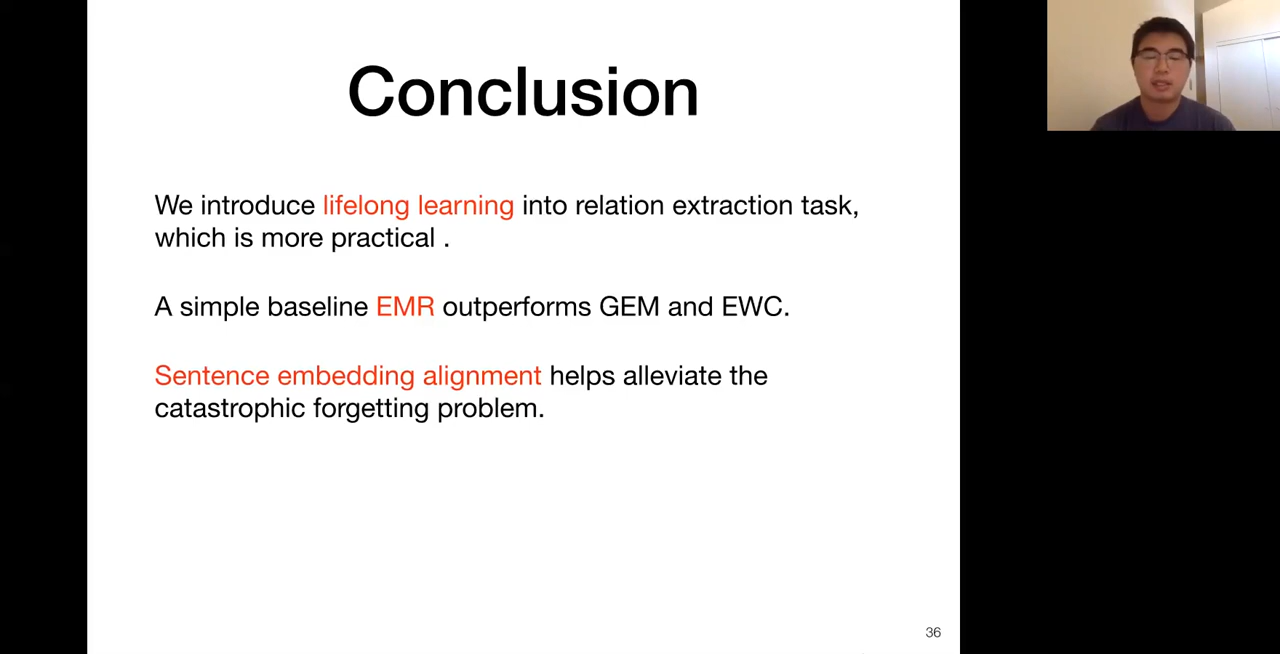 Conclusion
We introduce lifelong learning into relation extraction task,
which is more practical .
A simple baseline EMR outperforms GEM and EWC.
Sentence embedding alignment helps alleviate the
catastrophic forgetting problem.
36